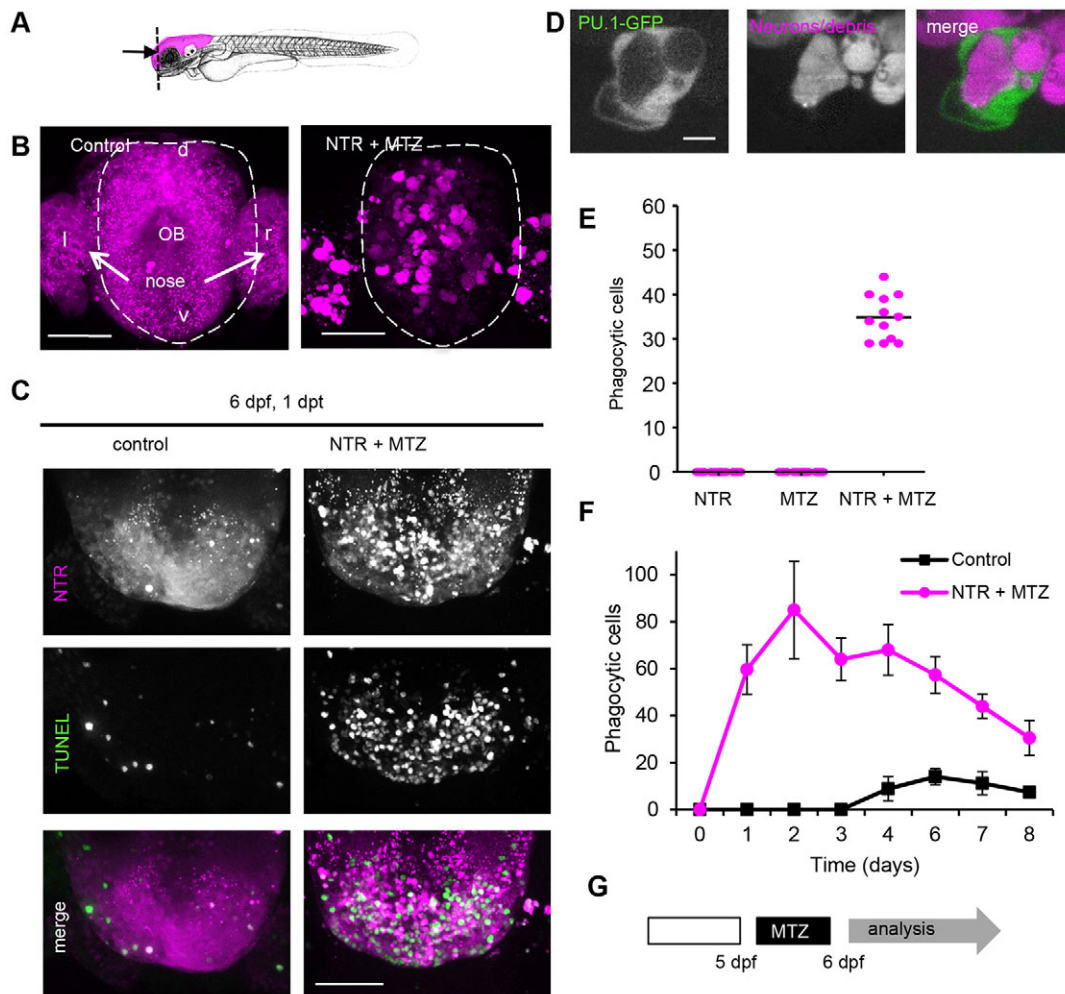 A
B
Control
d
l
OB
r
nose
v
NTR + MTZ
C
6 dpf, 1 dpt
control
NTR + MTZ
NTR
TUNEL
merge
D
PU.1-GFP
Neurons/debris
merge
E
Phagocytic cells
60
50
40
30
20
10
0
NTR
MTZ
NTR + MTZ
F
Phagocytic cells
100
80
60
40
20
0
Control
NTR + MTZ
0 1 2 3 4 6 7 8
Time (days)
G
MTZ
analysis
5 dpf
6 dpf